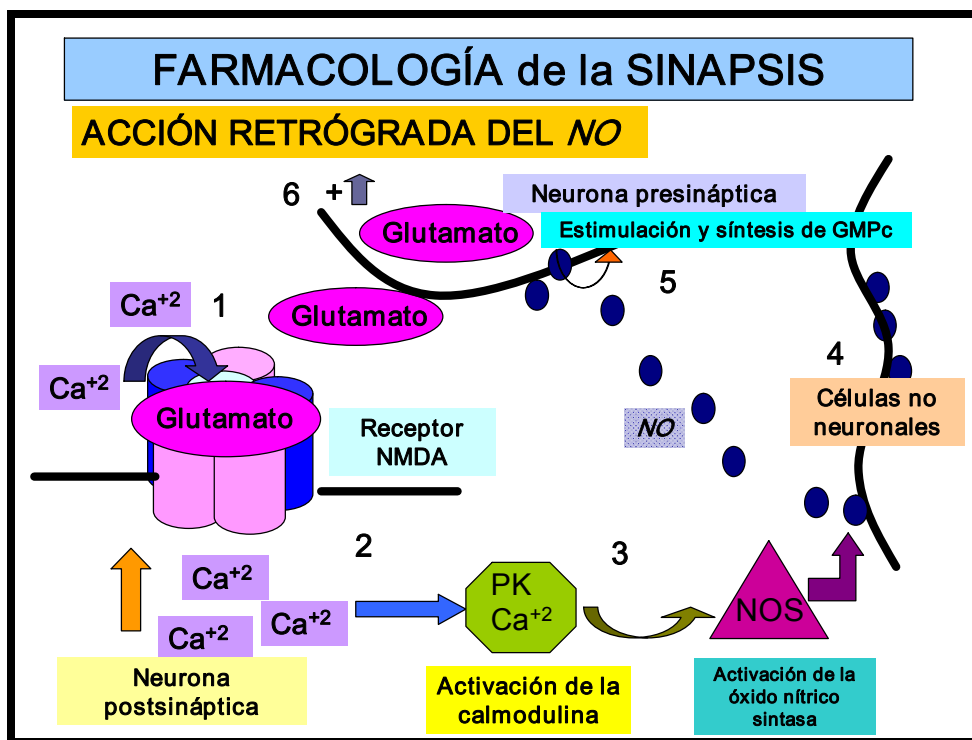 FARMACOLOGÍA de la SINAPSIS
ACCIÓN RETRÓGRADA DEL NO
6 +
Neurona presináptica
Glutamato
Estimulación y síntesis de GMPc
5
Ca+2
1
Glutamato
Ca+2
4
Glutamato
Receptor
NMDA
NO
Células no
neuronales
2
3
Ca+2
Ca+2
Ca+2
PK
Ca+2
NOS
Neurona
postsináptica
Activación de la
calmodulina
Activación de la
óxido nítrico
sintasa